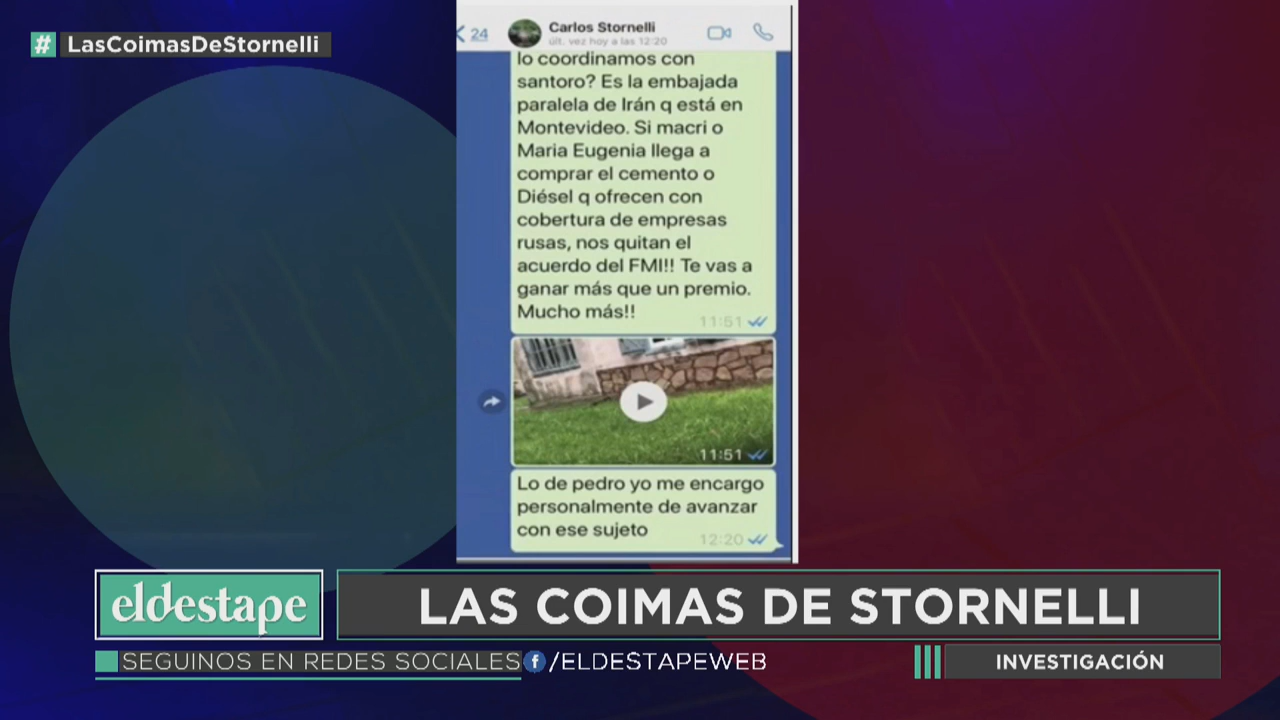 #
LasCoimasDeStornelli
24
Carlos Stornelli
últ. vez hoy a las 12:20
lo coordinamos con
santoro? Es la embajada
paralela de Irán q está en
Montevideo. Si macri o
Maria Eugenia llega a
comprar el cemento o
Diésel q ofrecen con
cobertura de empresas
rusas, nos quitan el
acuerdo del FMI!! Te vas a
ganar más que un premio.
Mucho más!!
11:51
11:51
Lo de pedro yo me encargo
personalmente de avanzar
con ese sujeto
12:20
eldestape
LAS COIMAS DE STORNELLI
SEGUINOS EN REDES SOCIALES f /ELDESTAPEWEB
INVESTIGACIÓN